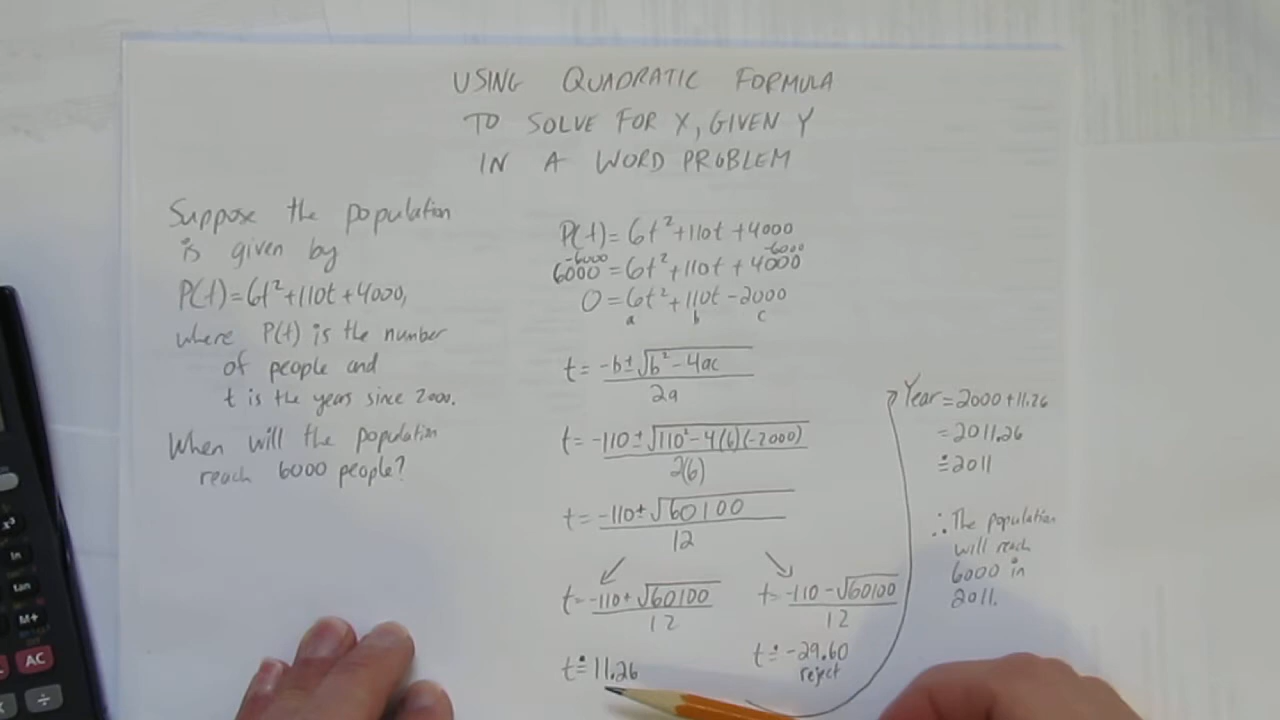 USING QUADRATIC FORMULA
TO SOLVE FOR X, GIVEN Y
IN A WORD PROBLEM
Suppose the population
is given by
P(t)=6t²+110t+4000,
where P(t) is the number
of people and
t is the years since 2000.
When will the population
reach 6000 people?
P(t)=6t²+110t+4000
-6000 -6000
6000=6t²+110t+4000
0=6t²+110t-2000
a b c
t=-b±√b²-4ac
2a
t=-110±√110²-4(6)(-2000)
2(6)
t=-110±√60100
12
t=-110+√60100
12
t≐11.26
t=-110-√60100
12
t≐-29.60
reject
Year=2000+11.26
=2011.26
≐2011
∴ The population
will reach
6000 in
2011.
x³
ln
tan
M+
AC
÷